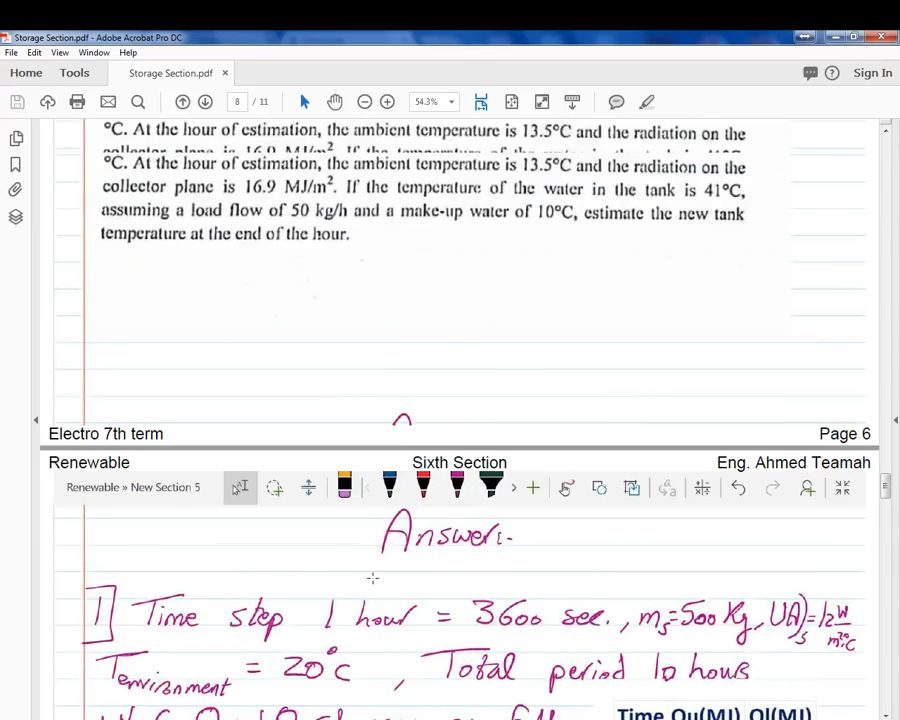 Storage Section.pdf - Adobe Acrobat Pro DC
File Edit View Window Help
Home Tools Storage Section.pdf × Sign In
8 / 11 54.3%
°C. At the hour of estimation, the ambient temperature is 13.5°C and the radiation on the
°C. At the hour of estimation, the ambient temperature is 13.5°C and the radiation on the
collector plane is 16.9 MJ/m². If the temperature of the water in the tank is 41°C,
assuming a load flow of 50 kg/h and a make-up water of 10°C, estimate the new tank
temperature at the end of the hour.
Electro 7th term Page 6
Renewable Sixth Section Eng. Ahmed Teamah
Renewable » New Section 5
Answer:-
1 Time step 1 hour = 3600 sec., ms=500 Kg, UA)s=12 W/m²°C
Tenvironment = 20°C, Total period 10 hours
Time Qu(MJ) Ql(MJ)